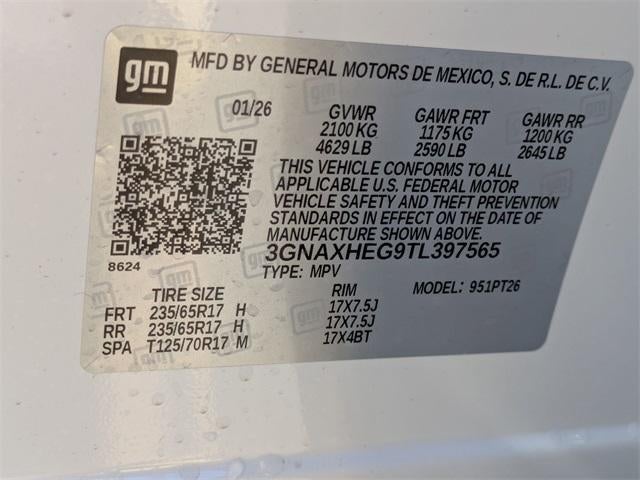 gm
MFD BY GENERAL MOTORS DE MEXICO, S. DE R.L. DE C.V.
01/26 GVWR GAWR FRT GAWR RR
2100 KG 1175 KG 1200 KG
4629 LB 2590 LB 2645 LB
THIS VEHICLE CONFORMS TO ALL
APPLICABLE U.S. FEDERAL MOTOR
VEHICLE SAFETY AND THEFT PREVENTION
STANDARDS IN EFFECT ON THE DATE OF
MANUFACTURE SHOWN ABOVE.
3GNAXHEG9TL397565
8624
TYPE: MPV
TIRE SIZE RIM MODEL: 951PT26
FRT 235/65R17 H 17X7.5J
RR 235/65R17 H 17X7.5J
SPA T125/70R17 M 17X4BT